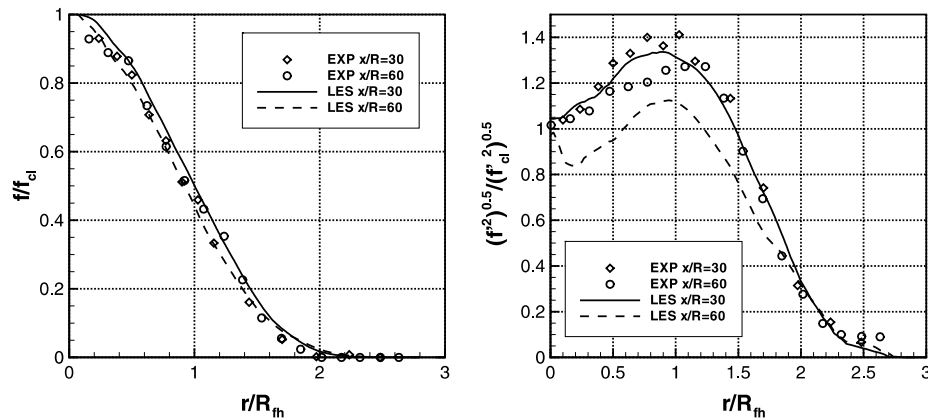 1
0.8
0.6
0.4
0.2
0
0 1 2 3
f/f_cl
r/R_fh
EXP x/R=30
EXP x/R=60
LES x/R=30
LES x/R=60
1.4
1.2
1
0.8
0.6
0.4
0.2
0
0 0.5 1 1.5 2 2.5 3
(f'^2)^0.5/(f'_cl^2)^0.5
r/R_fh
EXP x/R=30
EXP x/R=60
LES x/R=30
LES x/R=60